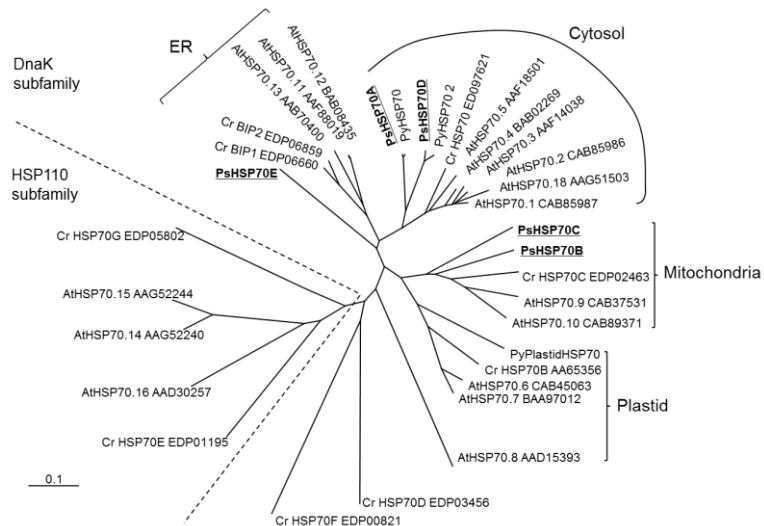 ER
Cytosol
DnaK
subfamily
AtHSP70.12 BAB08435
AtHSP70.11 AAF88019
AtHSP70.13 AAB70400
Cr BIP2 EDP06859
Cr BIP1 EDP06660
PsHSP70E
PsHSP70A
PyHSP70
PsHSP70D
PyHSP70 2
Cr HSP70 ED097621
AtHSP70.5 AAF18501
AtHSP70.4 BAB02269
AtHSP70.3 AAF14038
AtHSP70.2 CAB85986
AtHSP70.18 AAG51503
AtHSP70.1 CAB85987
HSP110
subfamily
Cr HSP70G EDP05802
AtHSP70.15 AAG52244
AtHSP70.14 AAG52240
AtHSP70.16 AAD30257
Cr HSP70E EDP01195
PsHSP70C
PsHSP70B
Cr HSP70C EDP02463
AtHSP70.9 CAB37531
AtHSP70.10 CAB89371
Mitochondria
PyPlastidHSP70
Cr HSP70B AA65356
AtHSP70.6 CAB45063
AtHSP70.7 BAA97012
AtHSP70.8 AAD15393
Plastid
Cr HSP70D EDP03456
Cr HSP70F EDP00821
0.1